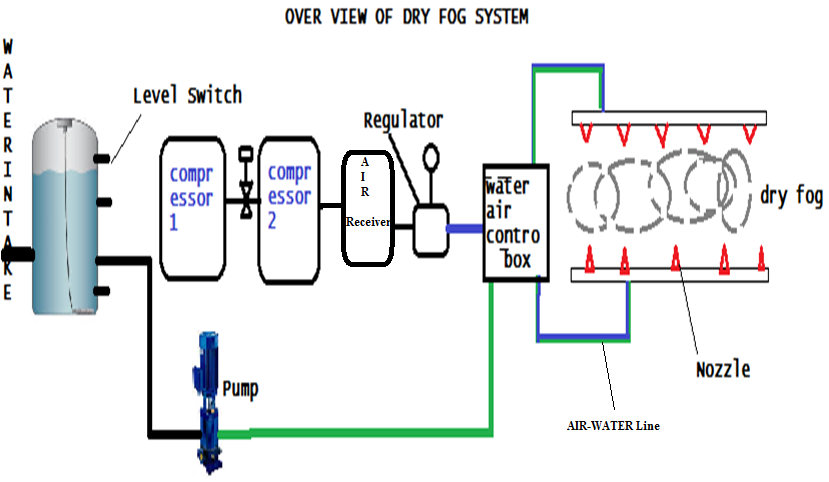 OVER VIEW OF DRY FOG SYSTEM
WATERINTAKE
Level Switch
Regulator
compr
essor
1
compr
essor
2
A
I
R
Receiver
water
air
contro
box
dry fog
Pump
Nozzle
AIR-WATER Line